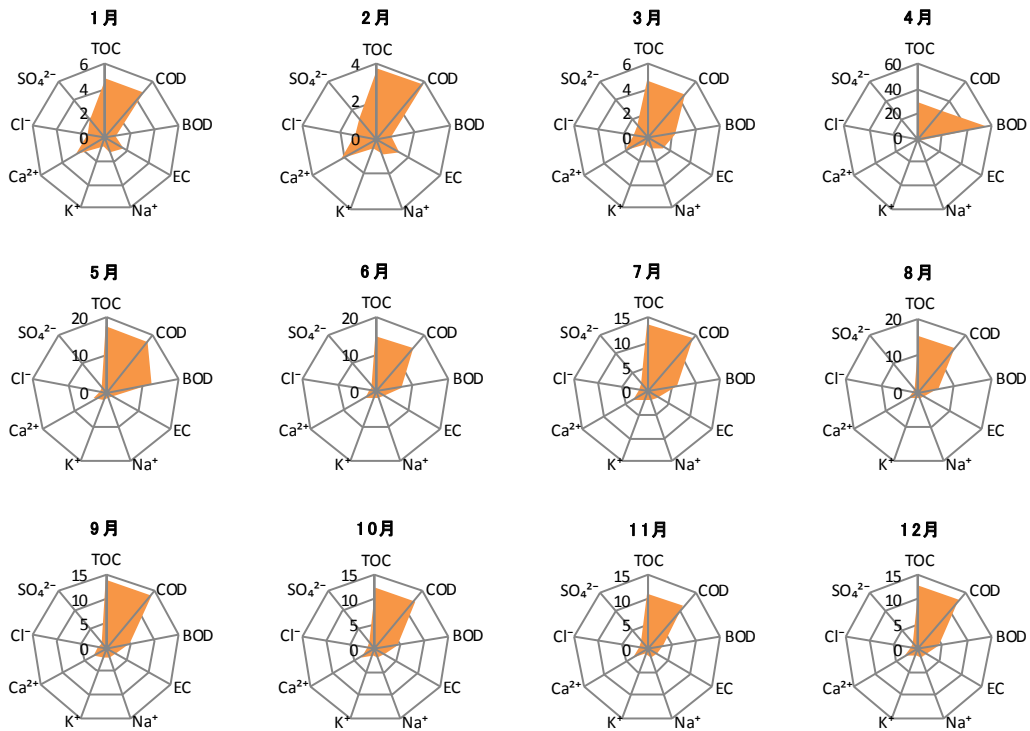 1月
TOC
COD
BOD
EC
Na⁺
K⁺
Ca²⁺
Cl⁻
SO₄²⁻
6
4
2
0
2月
TOC
COD
BOD
EC
Na⁺
K⁺
Ca²⁺
Cl⁻
SO₄²⁻
4
2
0
3月
TOC
COD
BOD
EC
Na⁺
K⁺
Ca²⁺
Cl⁻
SO₄²⁻
6
4
2
0
4月
TOC
COD
BOD
EC
Na⁺
K⁺
Ca²⁺
Cl⁻
SO₄²⁻
60
40
20
0
5月
TOC
COD
BOD
EC
Na⁺
K⁺
Ca²⁺
Cl⁻
SO₄²⁻
20
10
0
6月
TOC
COD
BOD
EC
Na⁺
K⁺
Ca²⁺
Cl⁻
SO₄²⁻
20
10
0
7月
TOC
COD
BOD
EC
Na⁺
K⁺
Ca²⁺
Cl⁻
SO₄²⁻
15
10
5
0
8月
TOC
COD
BOD
EC
Na⁺
K⁺
Ca²⁺
Cl⁻
SO₄²⁻
20
10
0
9月
TOC
COD
BOD
EC
Na⁺
K⁺
Ca²⁺
Cl⁻
SO₄²⁻
15
10
5
0
10月
TOC
COD
BOD
EC
Na⁺
K⁺
Ca²⁺
Cl⁻
SO₄²⁻
15
10
5
0
11月
TOC
COD
BOD
EC
Na⁺
K⁺
Ca²⁺
Cl⁻
SO₄²⁻
15
10
5
0
12月
TOC
COD
BOD
EC
Na⁺
K⁺
Ca²⁺
Cl⁻
SO₄²⁻
15
10
5
0